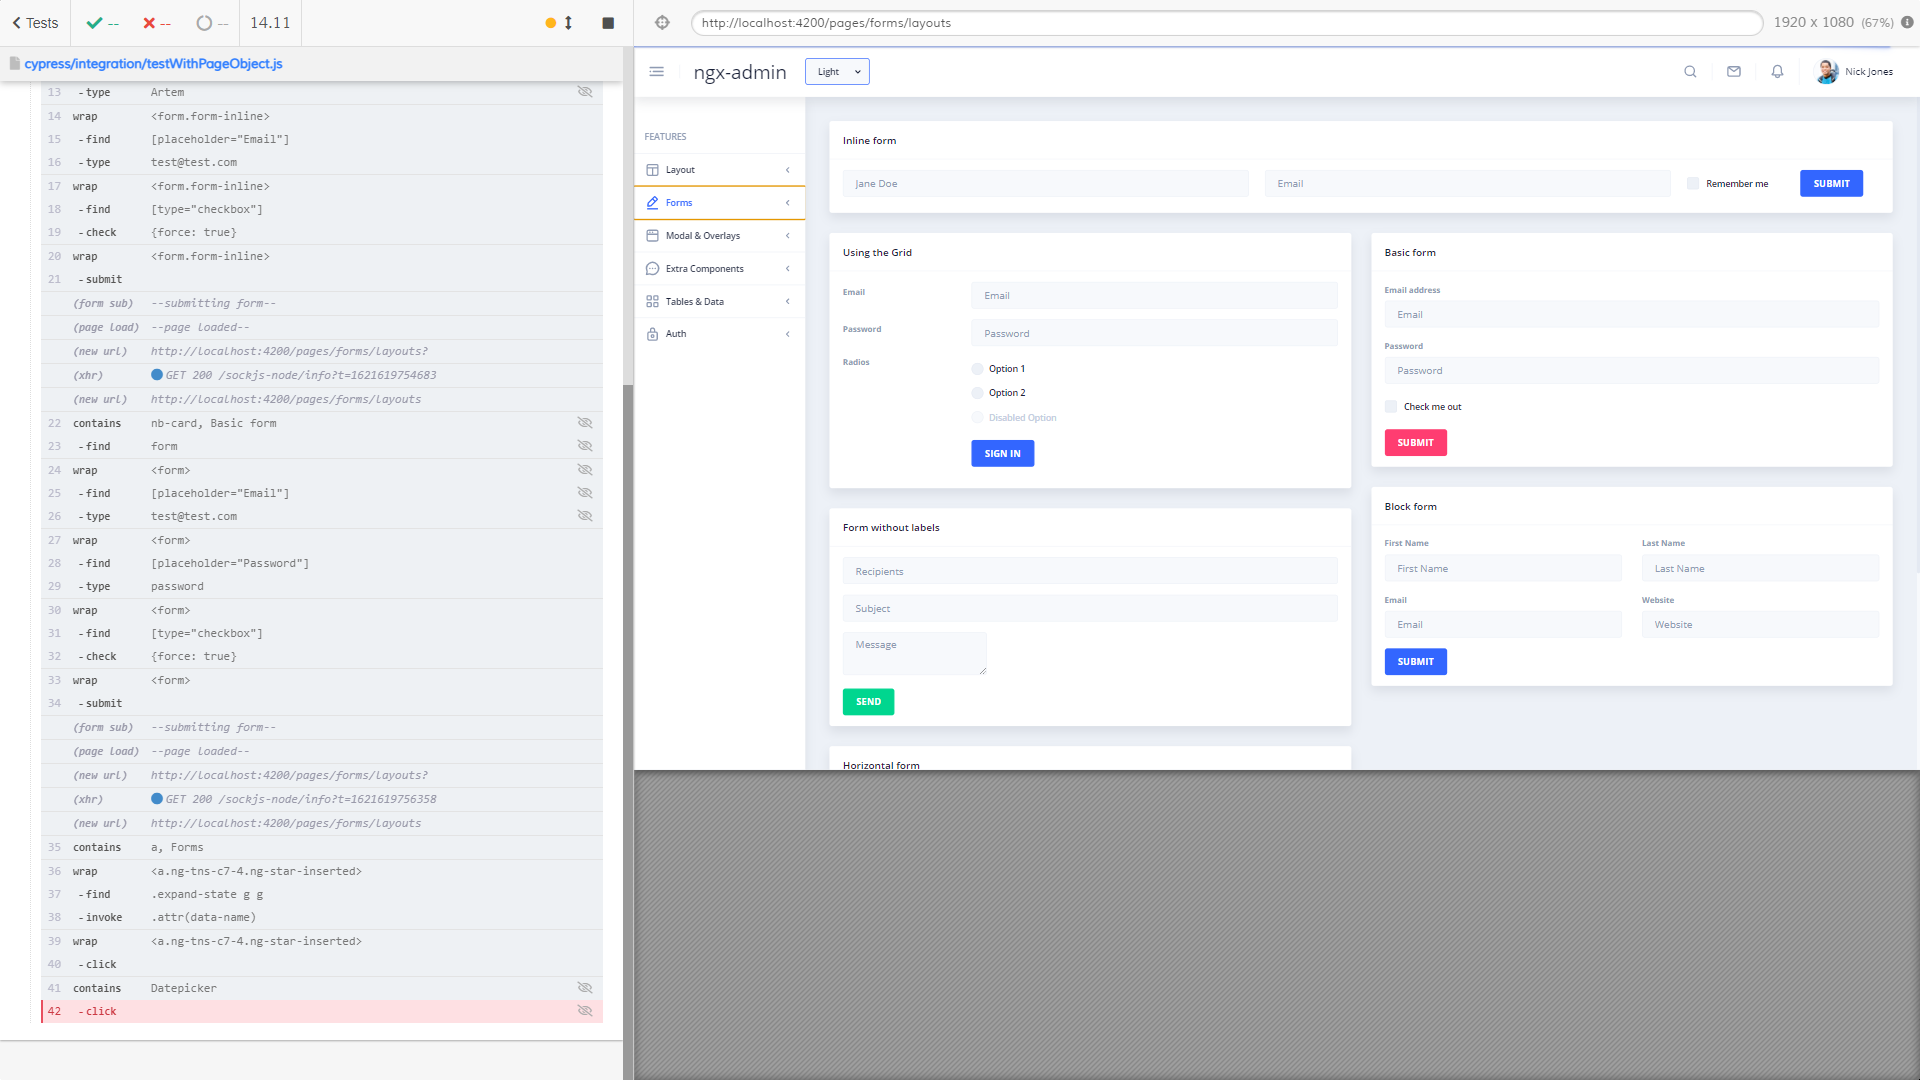 Tests
--
--
--
14.11
cypress/integration/testWithPageObject.js
13 -type Artem
14 wrap <form.form-inline>
15 -find [placeholder="Email"]
16 -type test@test.com
17 wrap <form.form-inline>
18 -find [type="checkbox"]
19 -check {force: true}
20 wrap <form.form-inline>
21 -submit
(form sub) --submitting form--
(page load) --page loaded--
(new url) http://localhost:4200/pages/forms/layouts?
(xhr) GET 200 /sockjs-node/info?t=1621619754683
(new url) http://localhost:4200/pages/forms/layouts
22 contains nb-card, Basic form
23 -find form
24 wrap <form>
25 -find [placeholder="Email"]
26 -type test@test.com
27 wrap <form>
28 -find [placeholder="Password"]
29 -type password
30 wrap <form>
31 -find [type="checkbox"]
32 -check {force: true}
33 wrap <form>
34 -submit
(form sub) --submitting form--
(page load) --page loaded--
(new url) http://localhost:4200/pages/forms/layouts?
(xhr) GET 200 /sockjs-node/info?t=1621619756358
(new url) http://localhost:4200/pages/forms/layouts
35 contains a, Forms
36 wrap <a.ng-tns-c7-4.ng-star-inserted>
37 -find .expand-state g g
38 -invoke .attr(data-name)
39 wrap <a.ng-tns-c7-4.ng-star-inserted>
40 -click
41 contains Datepicker
42 -click
http://localhost:4200/pages/forms/layouts
1920 x 1080 (67%)
ngx-admin
Light
Nick Jones
FEATURES
Layout
Forms
Modal & Overlays
Extra Components
Tables & Data
Auth
Inline form
Jane Doe
Email
Remember me
SUBMIT
Using the Grid
Email
Email
Password
Password
Radios
Option 1
Option 2
Disabled Option
SIGN IN
Basic form
Email address
Email
Password
Password
Check me out
SUBMIT
Form without labels
Recipients
Subject
Message
SEND
Block form
First Name Last Name
First Name Last Name
Email Website
Email Website
SUBMIT
Horizontal form